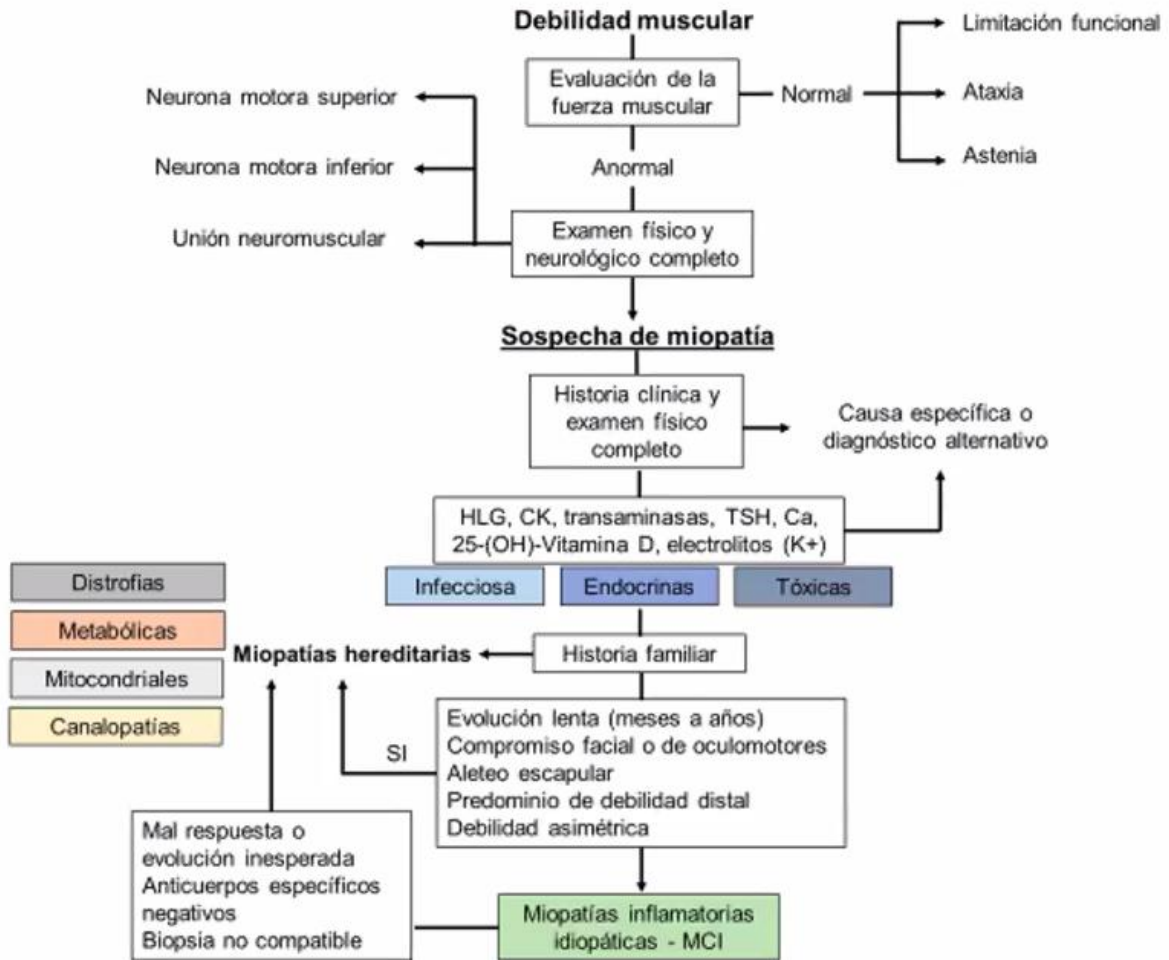 Debilidad muscular
Limitación funcional
Evaluación de la
fuerza muscular
Normal
Ataxia
Astenia
Neurona motora superior
Neurona motora inferior
Unión neuromuscular
Anormal
Examen físico y
neurológico completo
Sospecha de miopatía
Historia clínica y
examen físico
completo
Causa específica o
diagnóstico alternativo
HLG, CK, transaminasas, TSH, Ca,
25-(OH)-Vitamina D, electrolitos (K+)
Infecciosa
Endocrinas
Tóxicas
Distrofias
Metabólicas
Mitocondriales
Canalopatías
Miopatías hereditarias
Historia familiar
SI
Evolución lenta (meses a años)
Compromiso facial o de oculomotores
Aleteo escapular
Predominio de debilidad distal
Debilidad asimétrica
Mal respuesta o
evolución inesperada
Anticuerpos específicos
negativos
Biopsia no compatible
Miopatías inflamatorias
idiopáticas - MCI